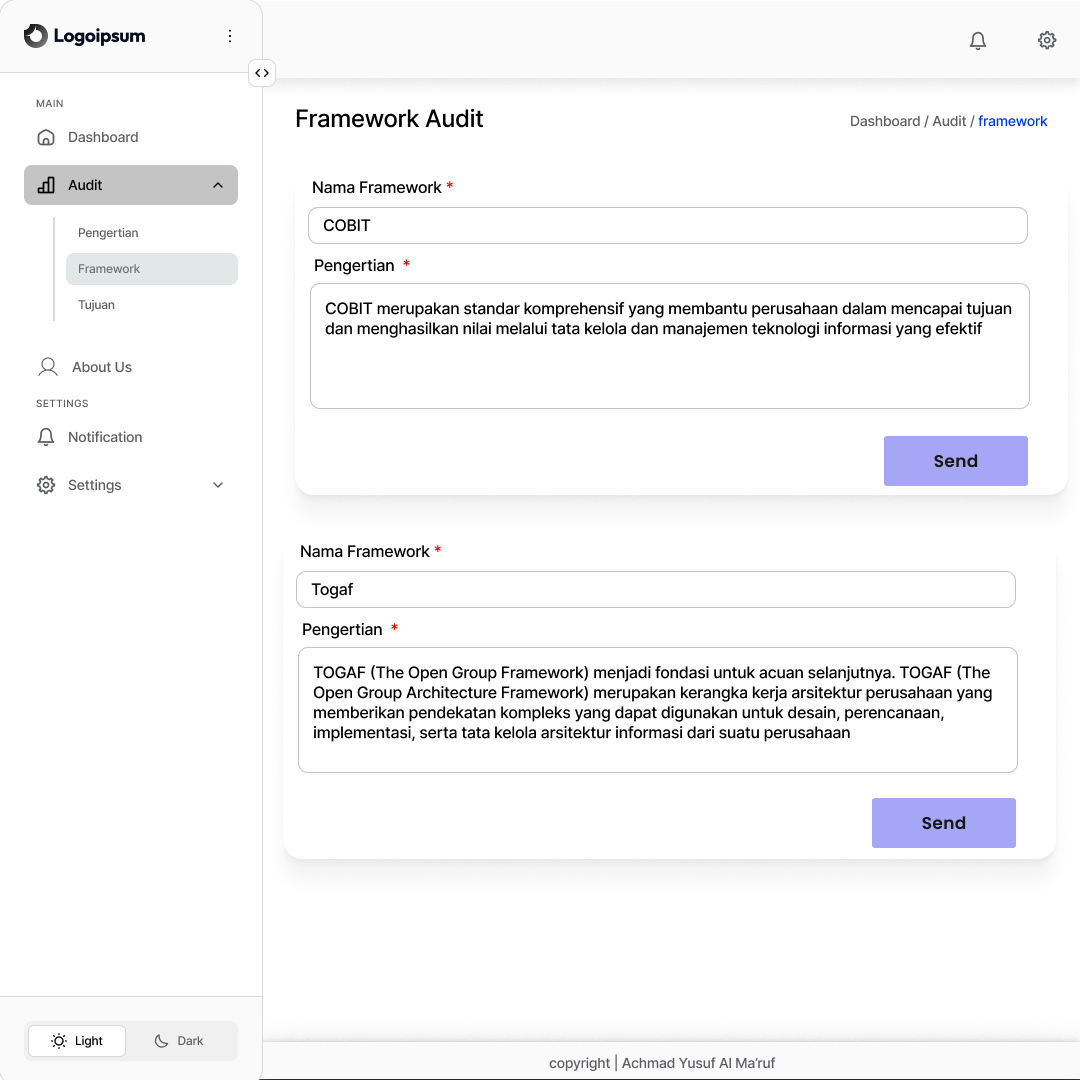 Logoipsum
MAIN
Dashboard
Audit
Pengertian
Framework
Tujuan
About Us
SETTINGS
Notification
Settings
Light
Dark
Framework Audit
Dashboard / Audit / framework
Nama Framework *
COBIT
Pengertian *
COBIT merupakan standar komprehensif yang membantu perusahaan dalam mencapai tujuan
dan menghasilkan nilai melalui tata kelola dan manajemen teknologi informasi yang efektif
Send
Nama Framework *
Togaf
Pengertian *
TOGAF (The Open Group Framework) menjadi fondasi untuk acuan selanjutnya. TOGAF (The
Open Group Architecture Framework) merupakan kerangka kerja arsitektur perusahaan yang
memberikan pendekatan kompleks yang dapat digunakan untuk desain, perencanaan,
implementasi, serta tata kelola arsitektur informasi dari suatu perusahaan
Send
copyright | Achmad Yusuf Al Ma'ruf